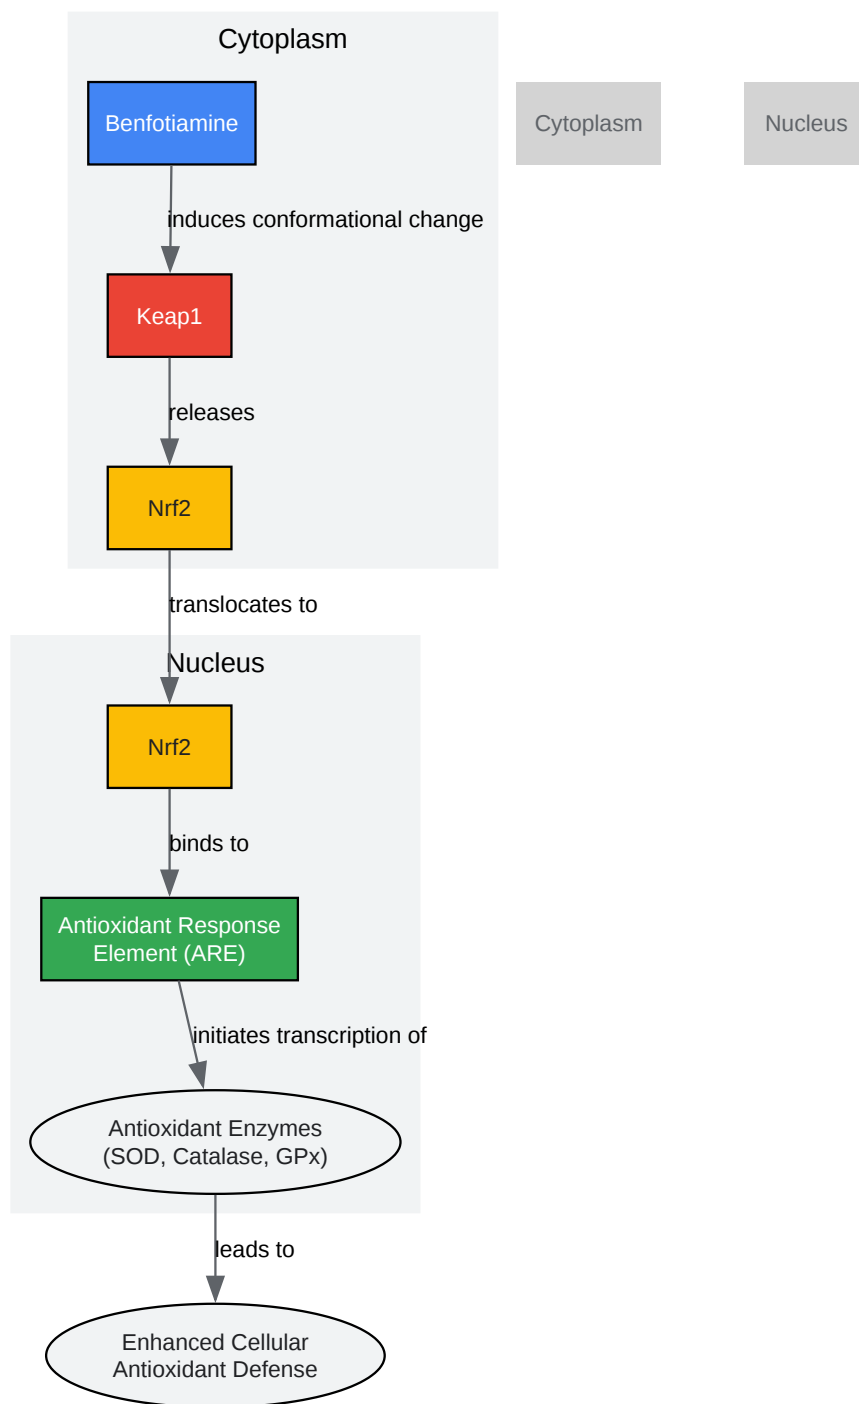 Cytoplasm
Benfotiamine
Cytoplasm
Nucleus
induces conformational change
Keap1
releases
Nrf2
translocates to
Nucleus
Nrf2
binds to
Antioxidant Response
Element (ARE)
initiates transcription of
Antioxidant Enzymes
(SOD, Catalase, GPx)
leads to
Enhanced Cellular
Antioxidant Defense